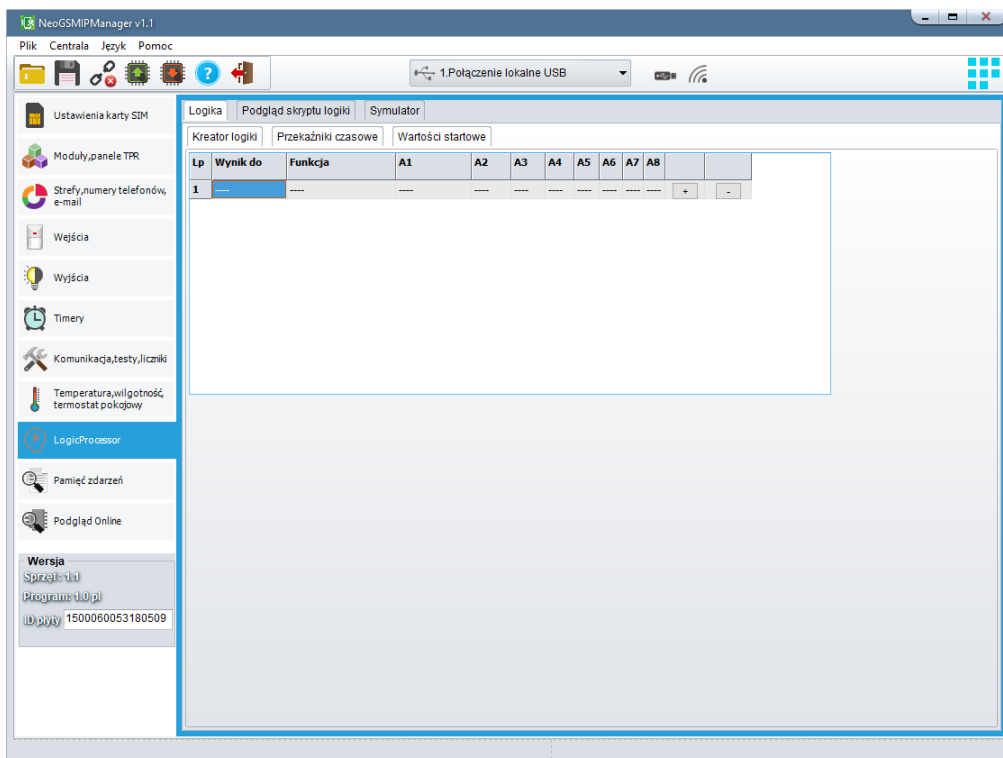 NeoGSMIPManager v1.1
Plik Centrala Język Pomoc
1.Połączenie lokalne USB
Ustawienia karty SIM
Moduły,panele TPR
Strefy,numery telefonów,
e-mail
Wejścia
Wyjścia
Timery
Komunikacja,testy,liczniki
Temperatura,wilgotność,
termostat pokojowy
LogicProcessor
Pamięć zdarzeń
Podgląd Online
Wersja
Sprzęt: 1.1
Program: 1.0 pl
ID płyty 1500060053180509
Logika Podgląd skryptu logiki Symulator
Kreator logiki Przekaźniki czasowe Wartości startowe
Lp Wynik do Funkcja A1 A2 A3 A4 A5 A6 A7 A8
1 ---- ---- ---- ---- ---- ---- ---- ---- ---- ---- + -